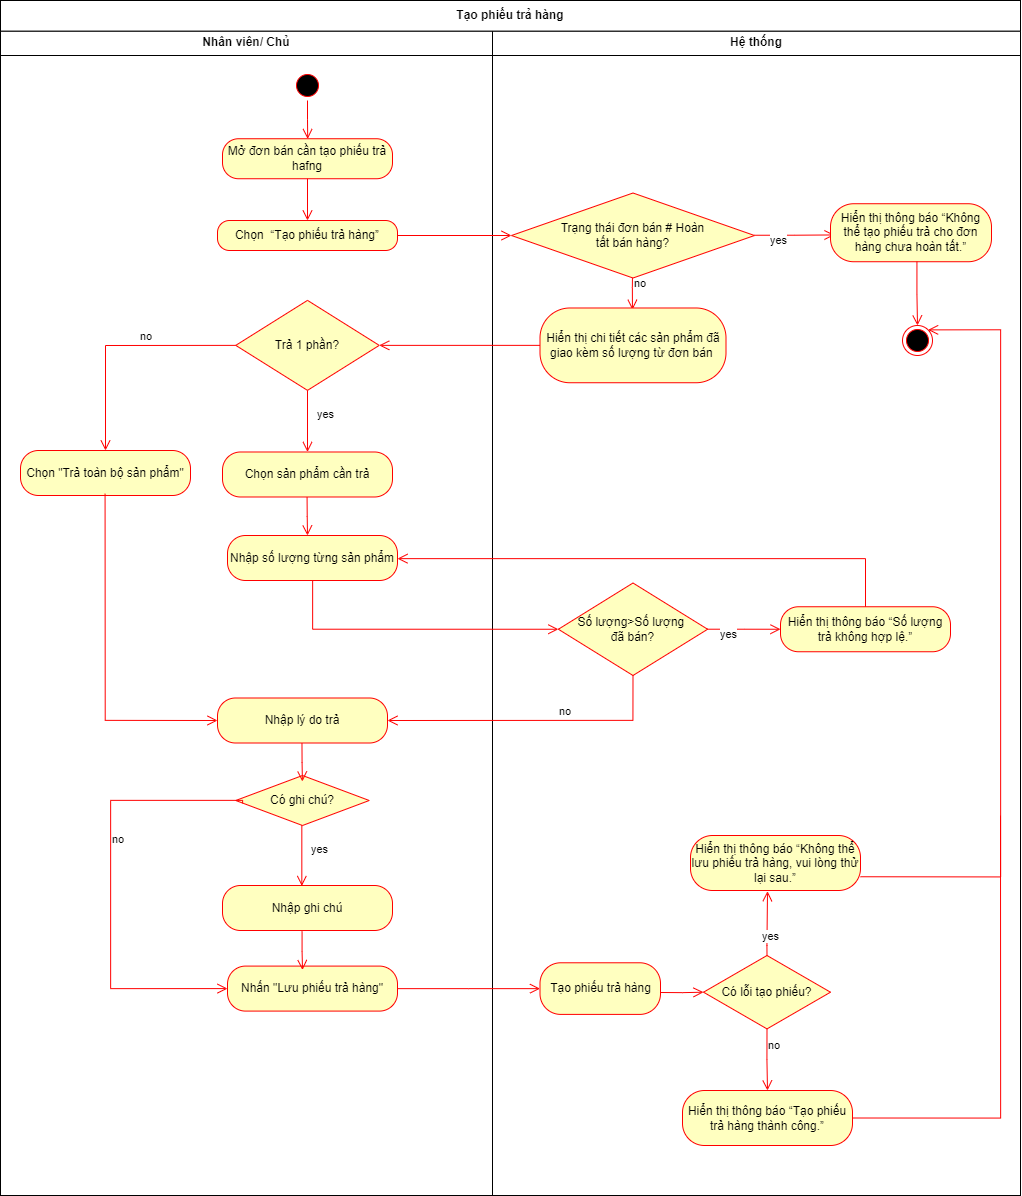 Tạo phiếu trả hàng
Nhân viên/ Chủ
Hệ thống
Mở đơn bán cần tạo phiếu trả
hafng
Chọn “Tạo phiếu trả hàng”
Trạng thái đơn bán # Hoàn
tất bán hàng?
yes
Hiển thị thông báo “Không
thể tạo phiếu trả cho đơn
hàng chưa hoàn tất.”
no
Hiển thị chi tiết các sản phẩm đã
giao kèm số lượng từ đơn bán
Trả 1 phần?
no
yes
Chọn "Trả toàn bộ sản phẩm"
Chọn sản phẩm cần trả
Nhập số lượng từng sản phẩm
Số lượng>Số lượng
đã bán?
yes
Hiển thị thông báo “Số lượng
trả không hợp lệ.”
no
Nhập lý do trả
Có ghi chú?
no
yes
Nhập ghi chú
Nhấn "Lưu phiếu trả hàng"
Tạo phiếu trả hàng
Có lỗi tạo phiếu?
yes
Hiển thị thông báo “Không thể
lưu phiếu trả hàng, vui lòng thử
lại sau.”
no
Hiển thị thông báo “Tạo phiếu
trả hàng thành công.”